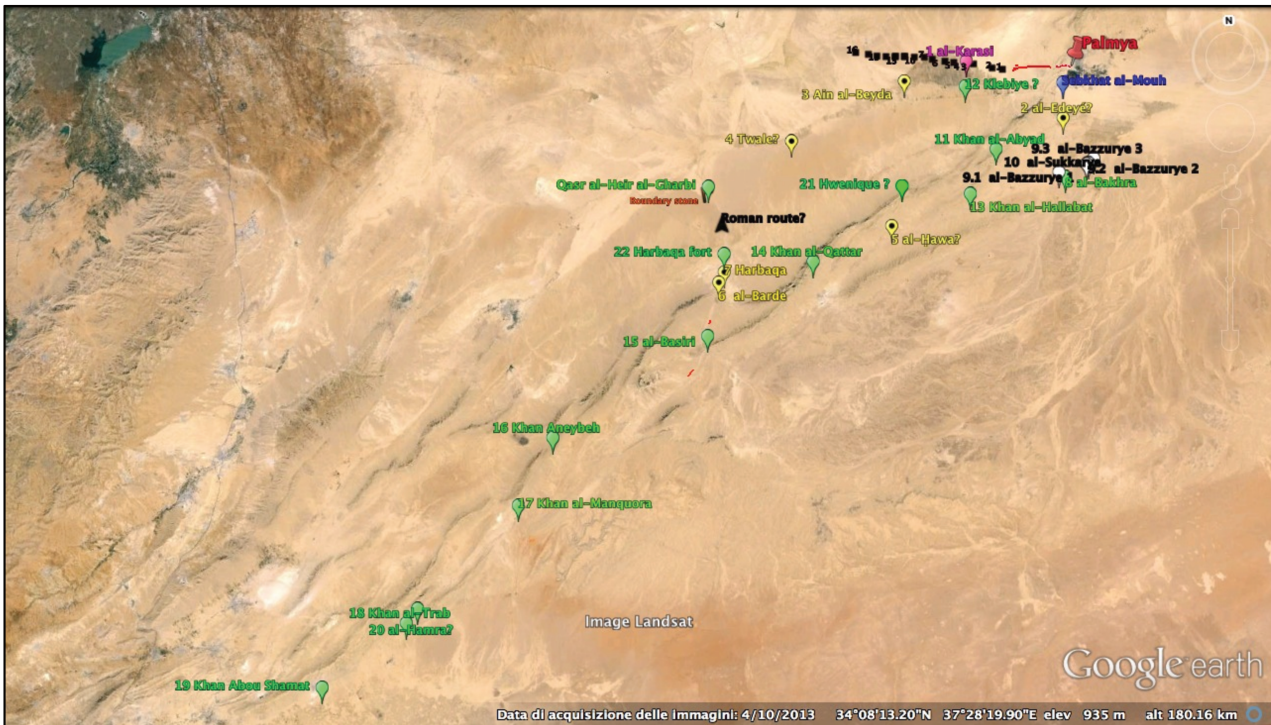 N
Palmya
1 al-Karasi
12 Klebiye ?
Subkhat al-Mouh
3 Ain al-Beyda
2 al-Edeyé?
4 Twale?
11 Khan al-Abyad
9.3 al-Bazzurye 3
10 al-Sukkarye
9.2 al-Bazzurye 2
9.1 al-Bazzurye
8 al-Bakhra
Qasr al-Heir al-Gharbi
21 Hwenique ?
Boundary stone
13 Khan al-Hallabat
Roman route?
5 al-Hawa?
22 Harbaqa fort
14 Khan al-Qattar
7 Harbaqa
6 al-Barde
15 al-Basiri
16 Khan Aneybeh
17 Khan al-Manquora
18 Khan al-Trab
20 al-Hamra?
Image Landsat
19 Khan Abou Shamat
Google earth
Data di acquisizione delle immagini: 4/10/2013 34°08'13.20"N 37°28'19.90"E elev 935 m alt 180.16 km